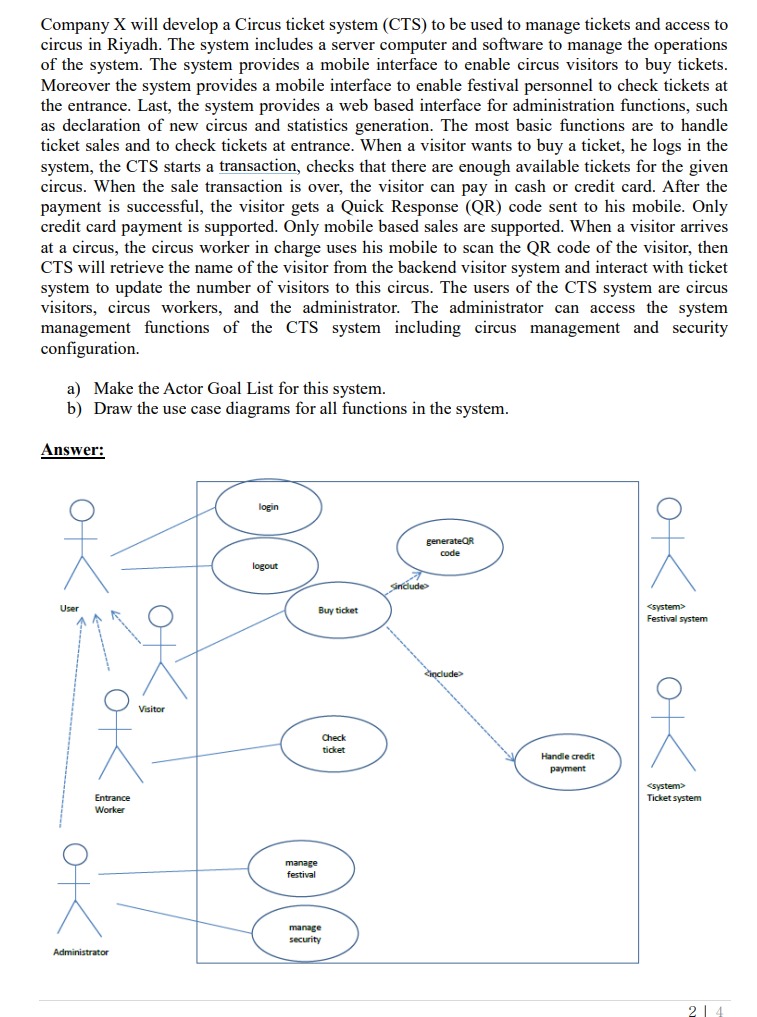 Company X will develop a Circus ticket system (CTS) to be used to manage tickets and access to
circus in Riyadh. The system includes a server computer and software to manage the operations
of the system. The system provides a mobile interface to enable circus visitors to buy tickets.
Moreover the system provides a mobile interface to enable festival personnel to check tickets at
the entrance. Last, the system provides a web based interface for administration functions, such
as declaration of new circus and statistics generation. The most basic functions are to handle
ticket sales and to check tickets at entrance. When a visitor wants to buy a ticket, he logs in the
system, the CTS starts a transaction, checks that there are enough available tickets for the given
circus. When the sale transaction is over, the visitor can pay in cash or credit card. After the
payment is successful, the visitor gets a Quick Response (QR) code sent to his mobile. Only
credit card payment is supported. Only mobile based sales are supported. When a visitor arrives
at a circus, the circus worker in charge uses his mobile to scan the QR code of the visitor, then
CTS will retrieve the name of the visitor from the backend visitor system and interact with ticket
system to update the number of visitors to this circus. The users of the CTS system are circus
visitors, circus workers, and the administrator. The administrator can access the system
management functions of the CTS system including circus management and security
configuration.
a) Make the Actor Goal List for this system.
b) Draw the use case diagrams for all functions in the system.
Answer:
login
generateQR
code
logout
<include>
User
Buy ticket
<system>
Festival system
<include>
Visitor
Check
ticket
Handle credit
payment
Entrance
Worker
<system>
Ticket system
manage
festival
manage
security
Administrator
2 | 4